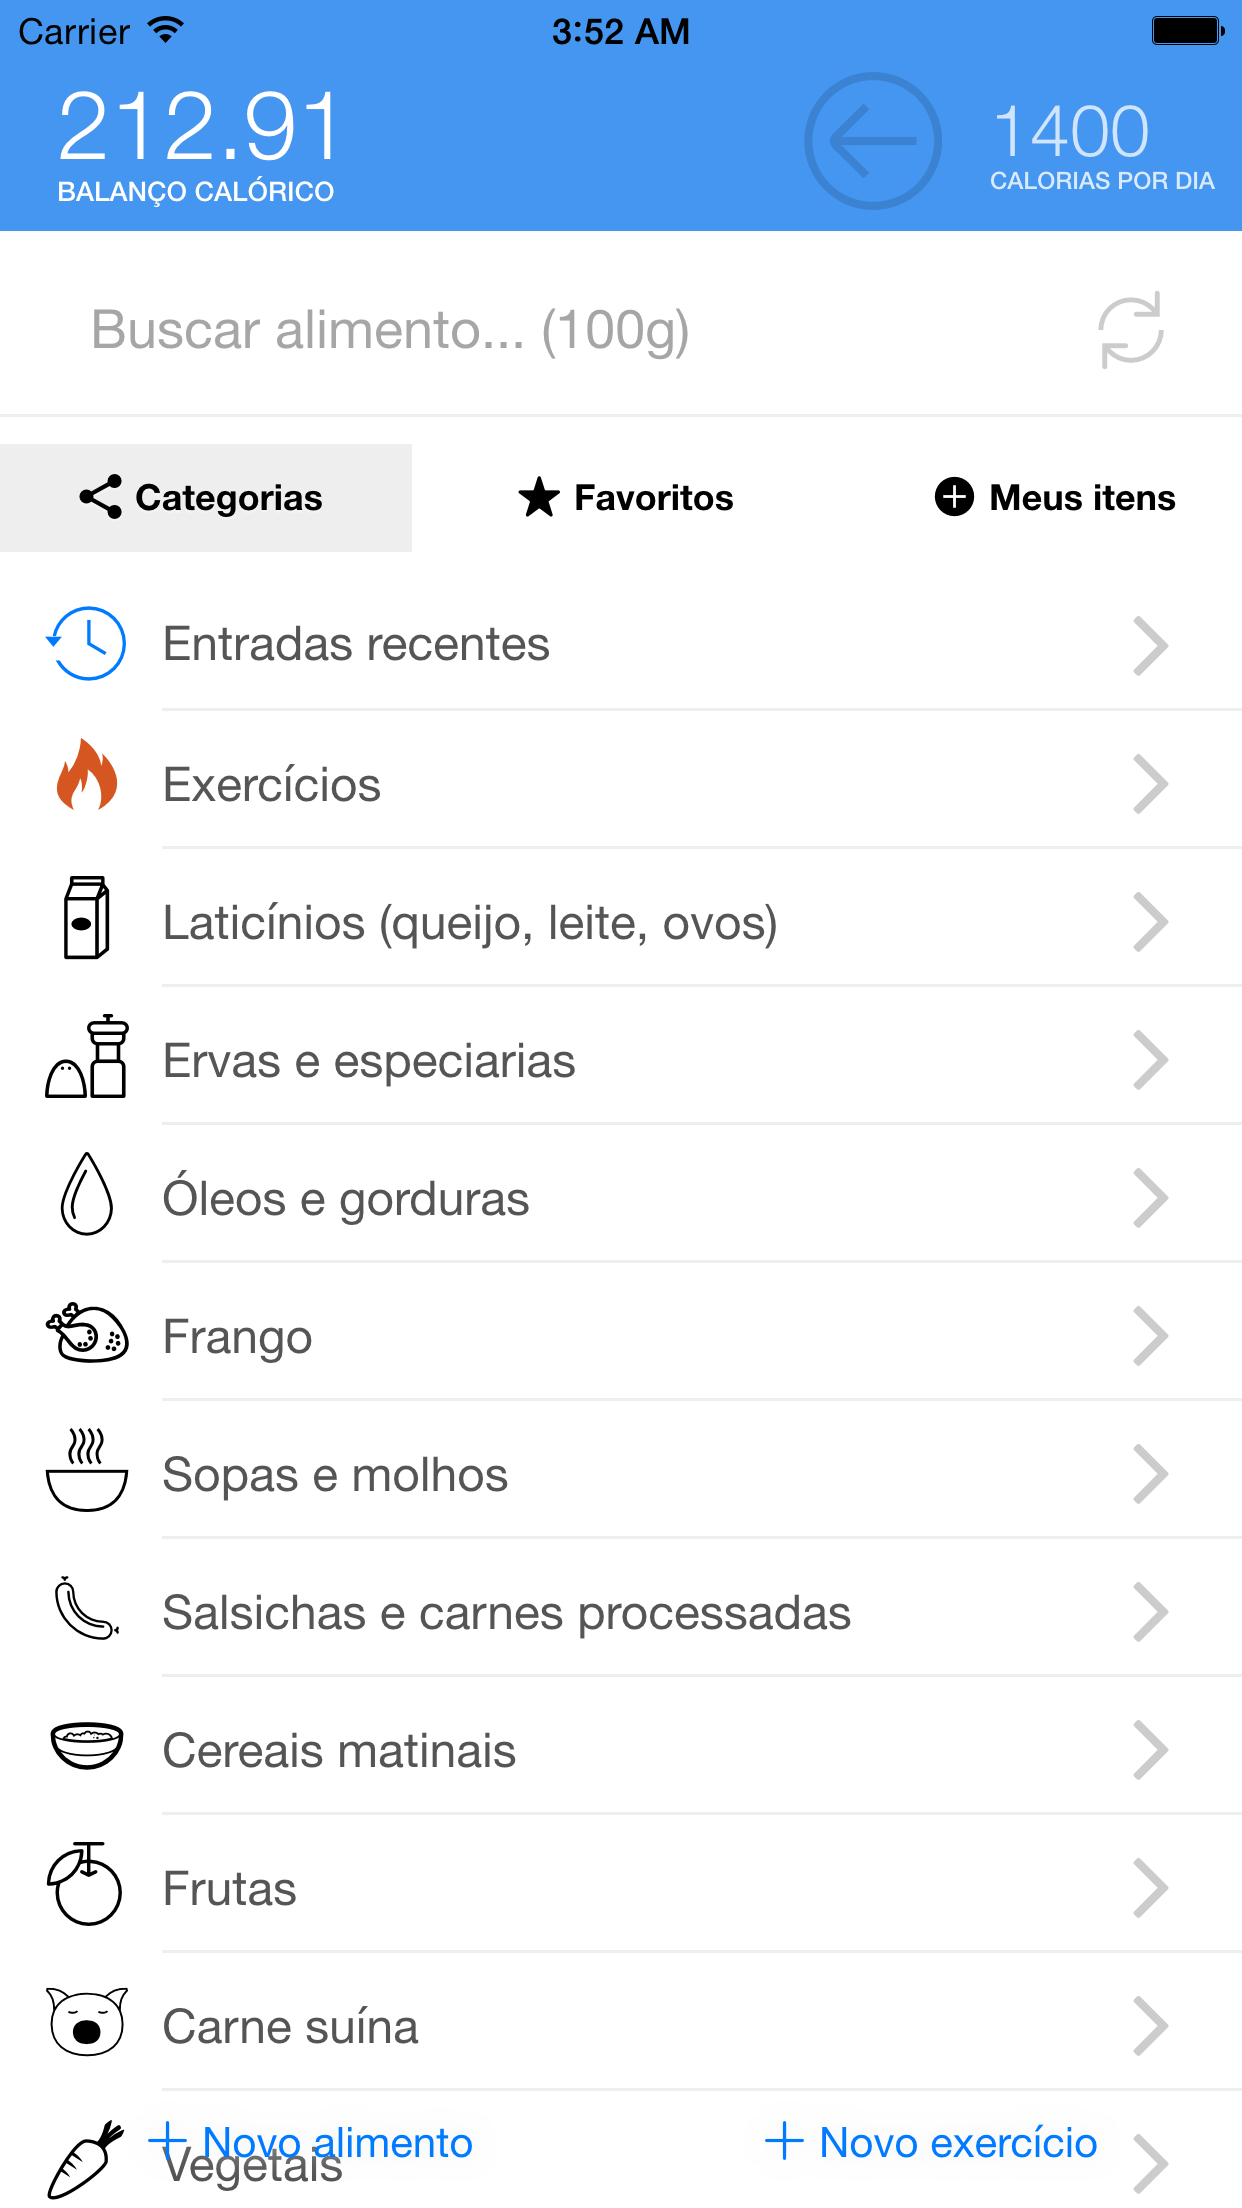 Carrier 3:52 AM
212.91
BALANÇO CALÓRICO
1400
CALORIAS POR DIA
Buscar alimento... (100g)
Categorias Favoritos Meus itens
Entradas recentes
Exercícios
Laticínios (queijo, leite, ovos)
Ervas e especiarias
Óleos e gorduras
Frango
Sopas e molhos
Salsichas e carnes processadas
Cereais matinais
Frutas
Carne suína
Novo alimento Novo exercício
Vegetais